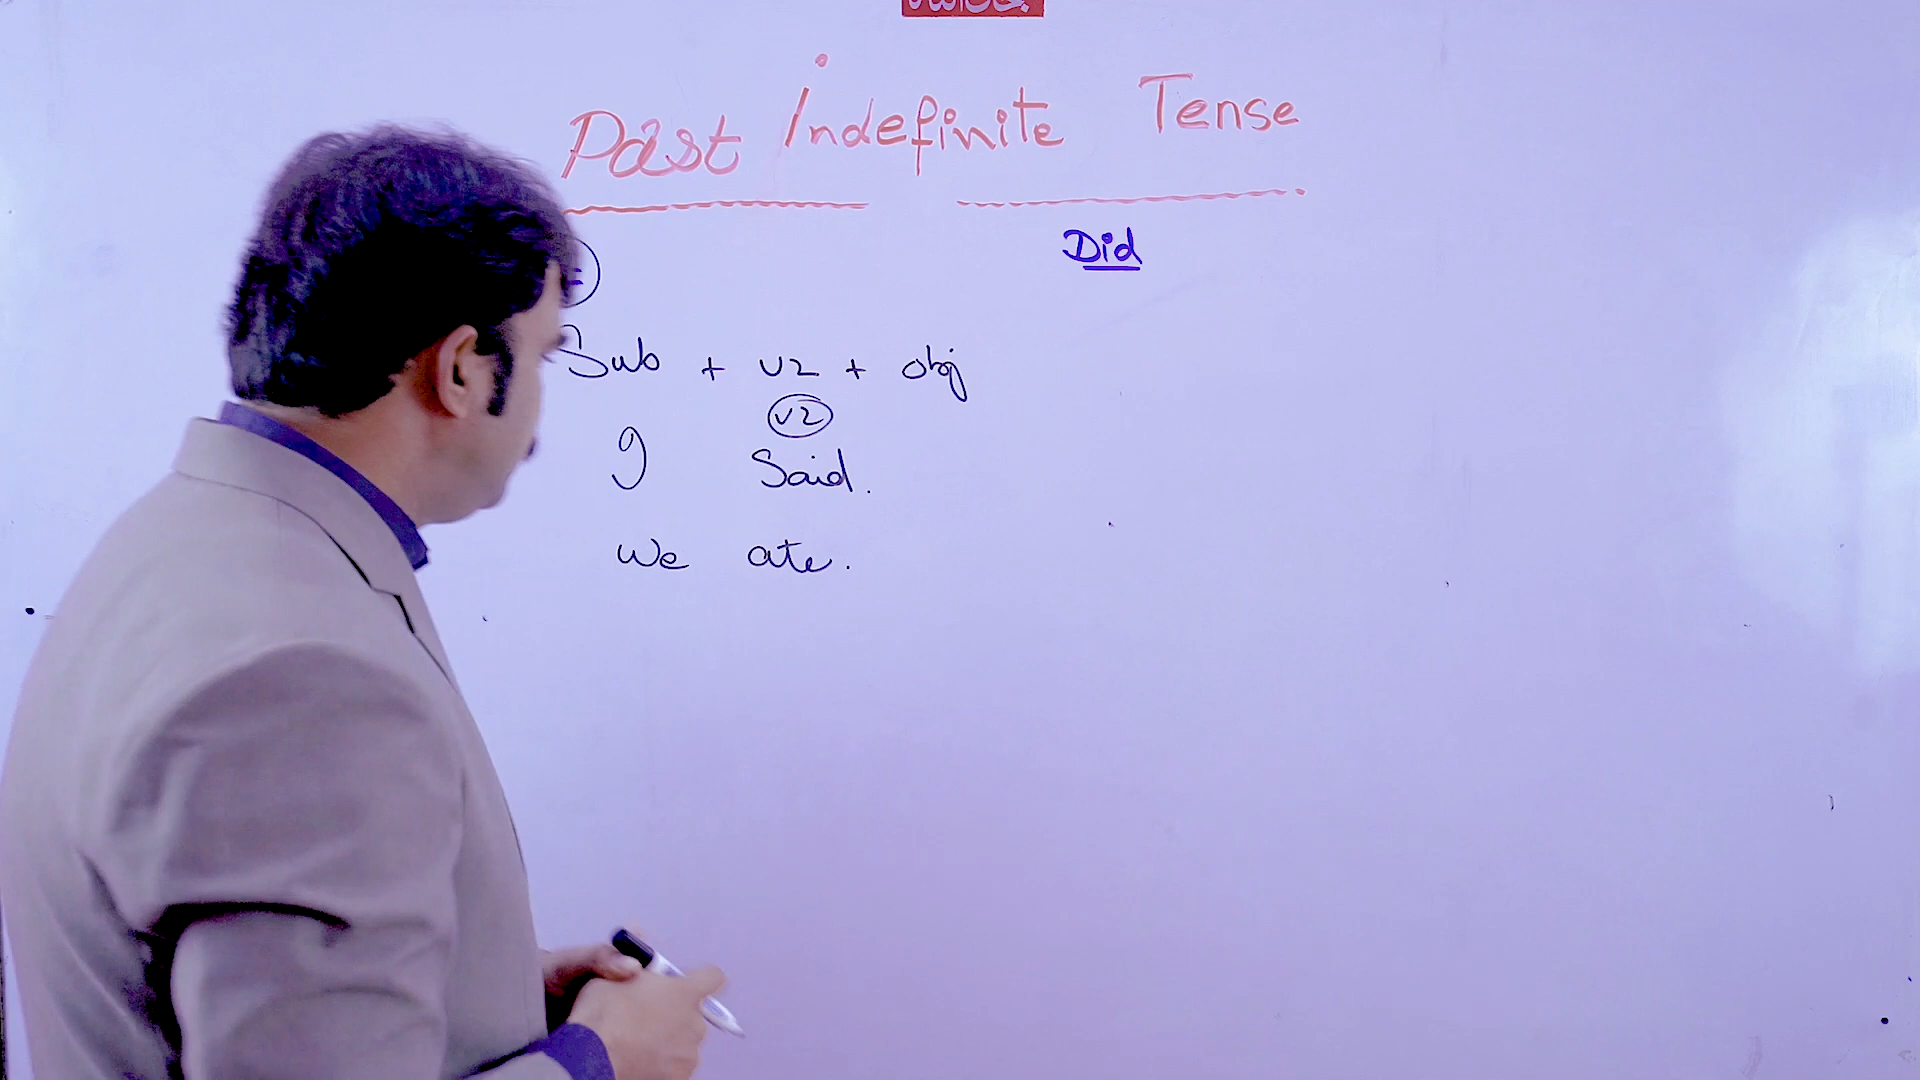 Past Indefinite Tense
Did
Sub + v2 + obj
v2
I Said.
we ate.